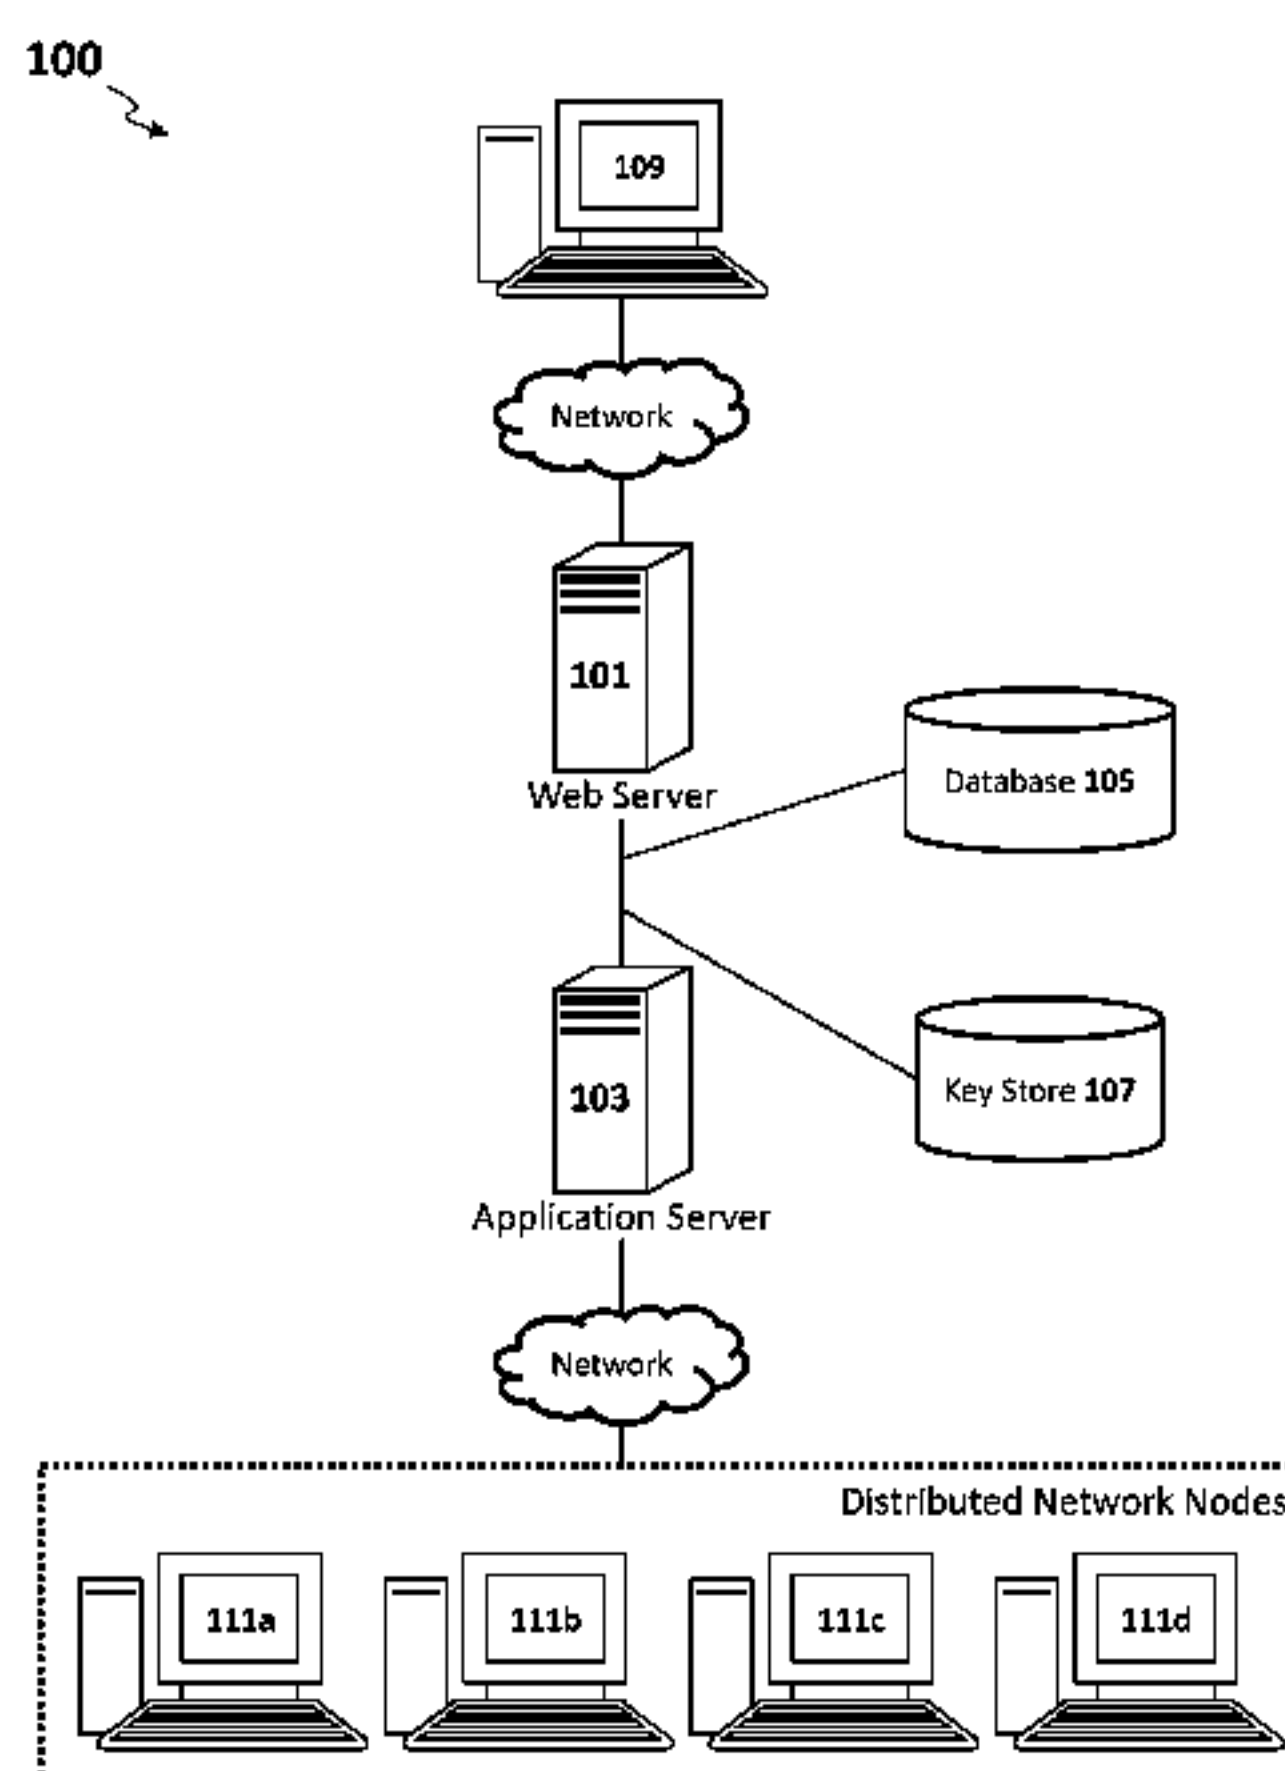 100
109
Network
101
Web Server
Database 105
103
Key Store 107
Application Server
Network
Distributed Network Nodes
111a
111b
111c
111d